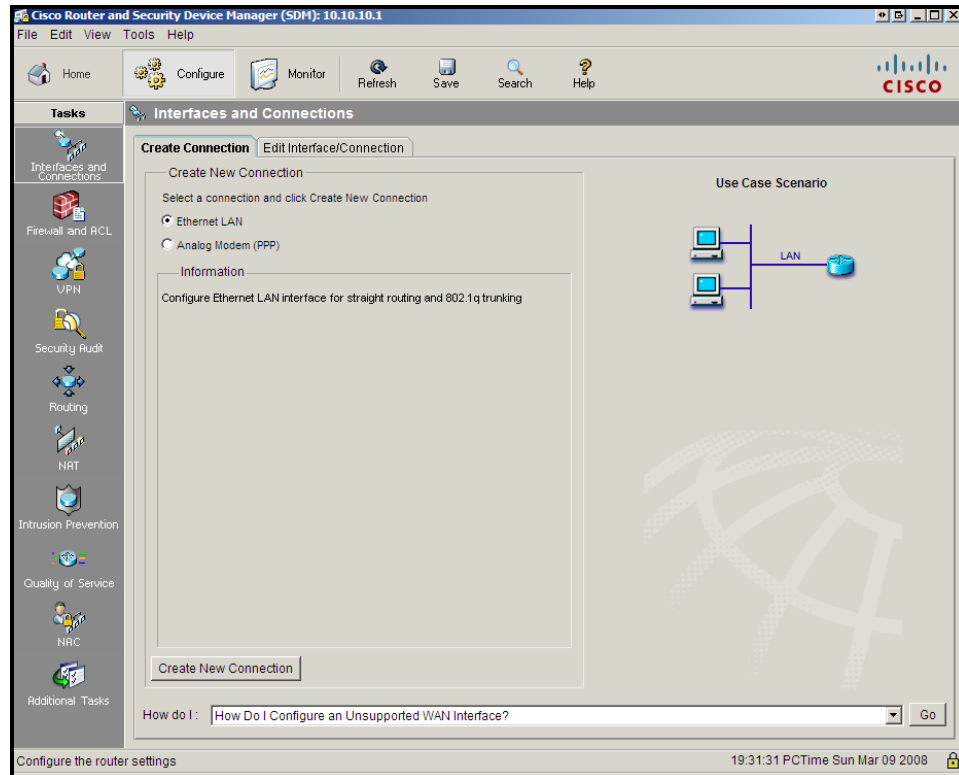 Cisco Router and Security Device Manager (SDM): 10.10.10.1
File Edit View Tools Help
Home
Configure
Monitor
Refresh
Save
Search
Help
CISCO
Tasks
Interfaces and Connections
Interfaces and
Connections
Firewall and ACL
VPN
Security Audit
Routing
NAT
Intrusion Prevention
Quality of Service
NAC
Additional Tasks
Create Connection
Edit Interface/Connection
Create New Connection
Select a connection and click Create New Connection
Ethernet LAN
Analog Modem (PPP)
Information
Configure Ethernet LAN interface for straight routing and 802.1q trunking
Use Case Scenario
LAN
Create New Connection
How do I :
How Do I Configure an Unsupported WAN Interface?
Go
Configure the router settings
19:31:31 PCTime Sun Mar 09 2008